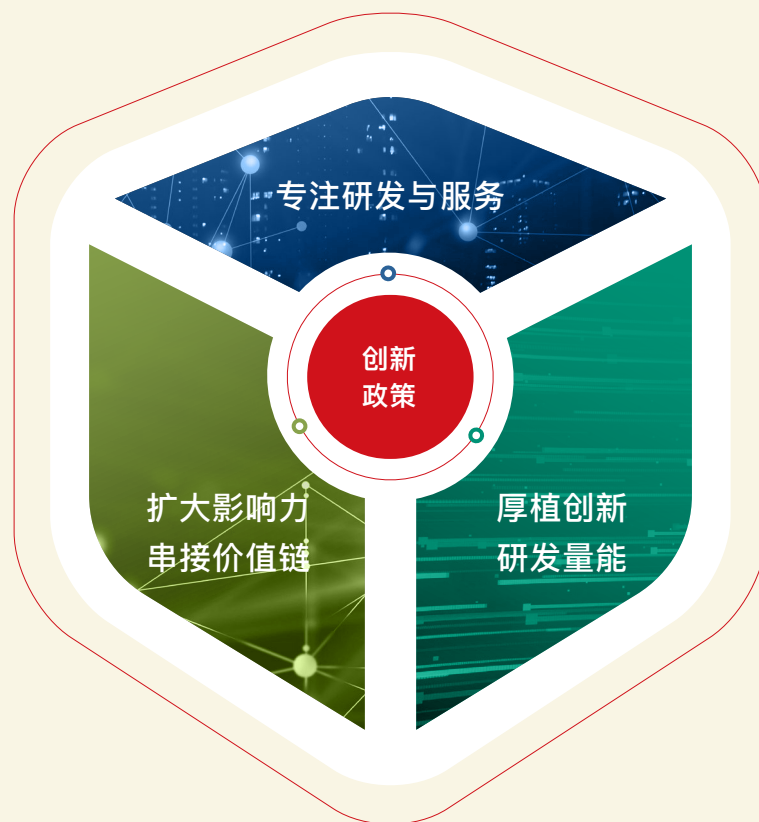 专注研发与服务
创新
政策
扩大影响力
串接价值链
厚植创新
研发量能